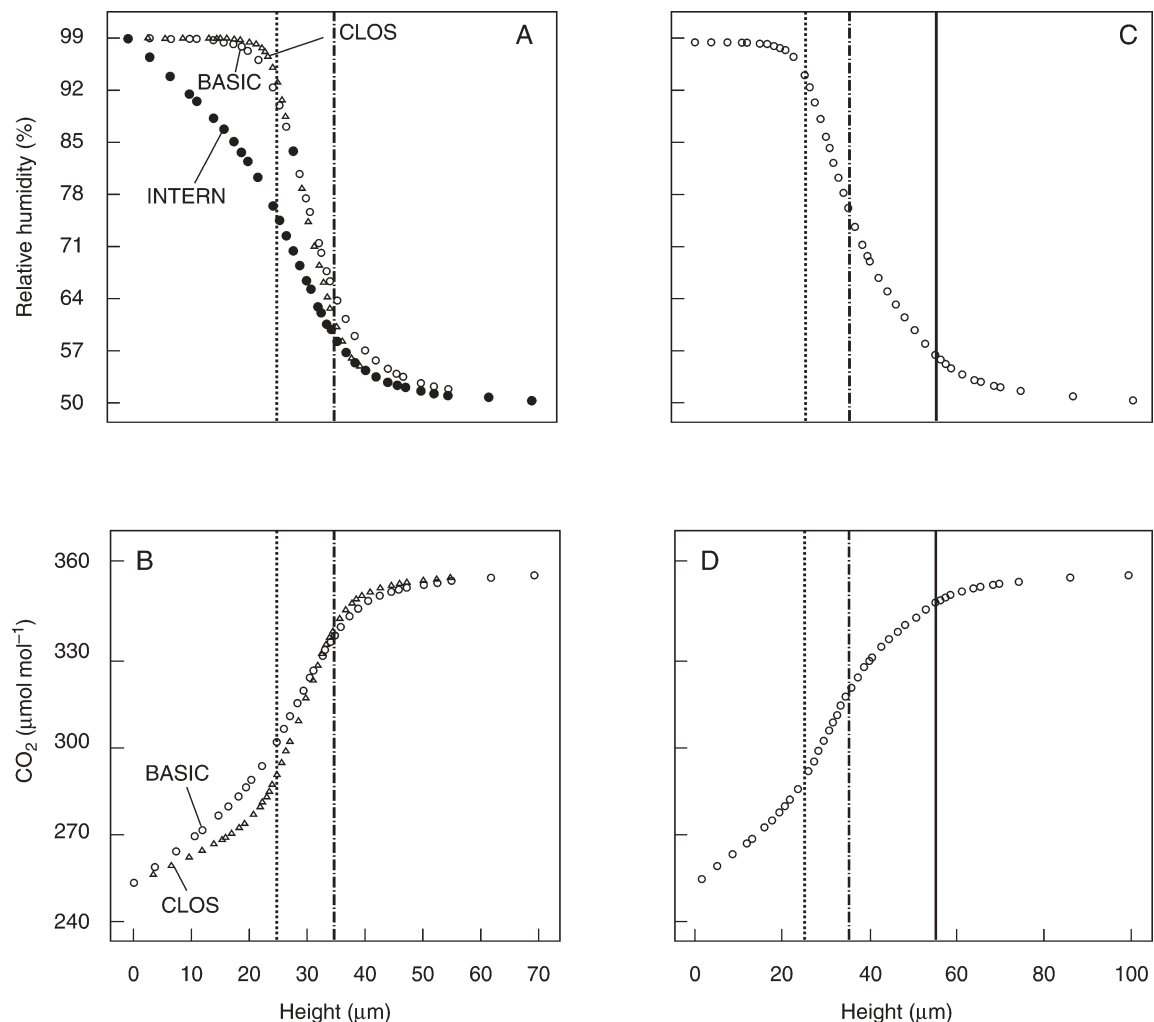 A
CLOS
BASIC
INTERN
99
92
85
78
71
64
57
50
Relative humidity (%)
C
B
BASIC
CLOS
360
330
300
270
240
CO₂ (μmol mol⁻¹)
0 10 20 30 40 50 60 70
Height (μm)
D
0 20 40 60 80 100
Height (μm)